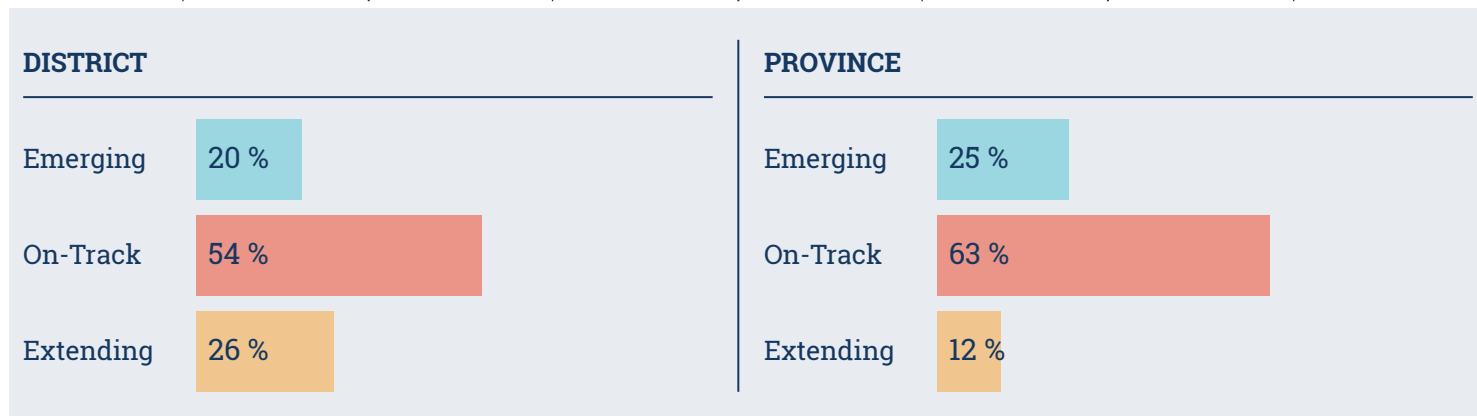 DISTRICT
Emerging 20 %
On-Track 54 %
Extending 26 %
PROVINCE
Emerging 25 %
On-Track 63 %
Extending 12 %